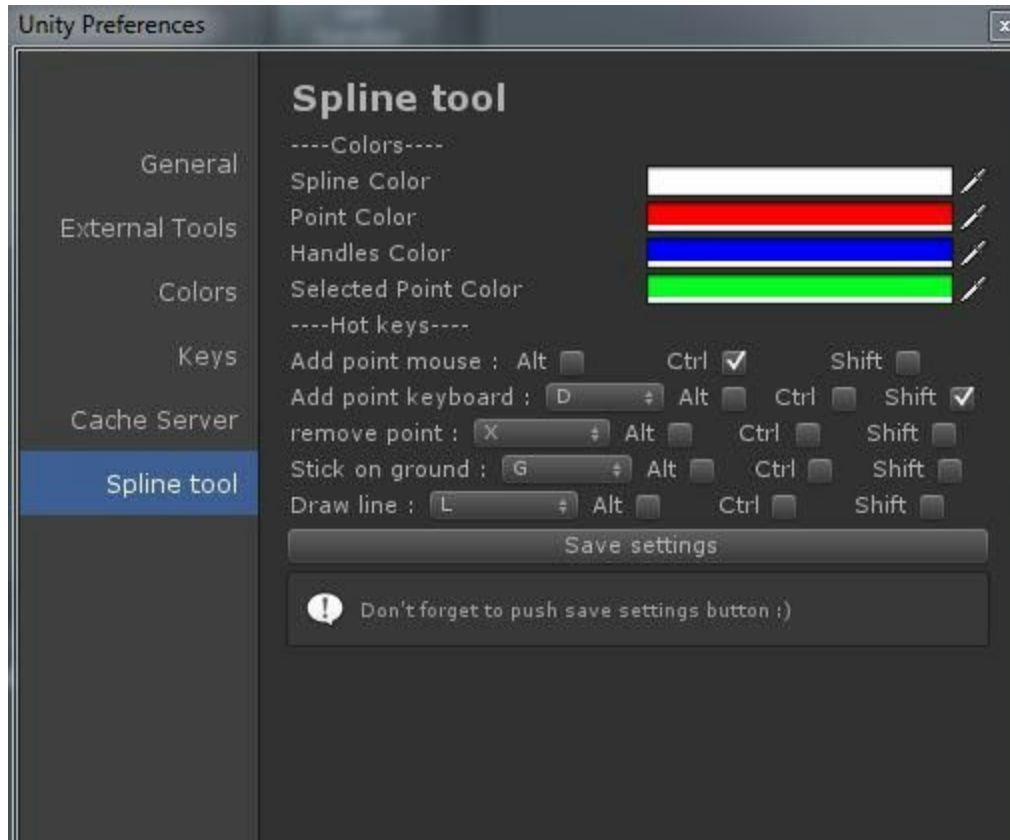 Unity Preferences
General
External Tools
Colors
Keys
Cache Server
Spline tool
Spline tool
----Colors----
Spline Color
Point Color
Handles Color
Selected Point Color
----Hot keys----
Add point mouse : Alt Ctrl Shift
Add point keyboard : D Alt Ctrl Shift
remove point : X Alt Ctrl Shift
Stick on ground : G Alt Ctrl Shift
Draw line : L Alt Ctrl Shift
Save settings
Don't forget to push save settings button :)